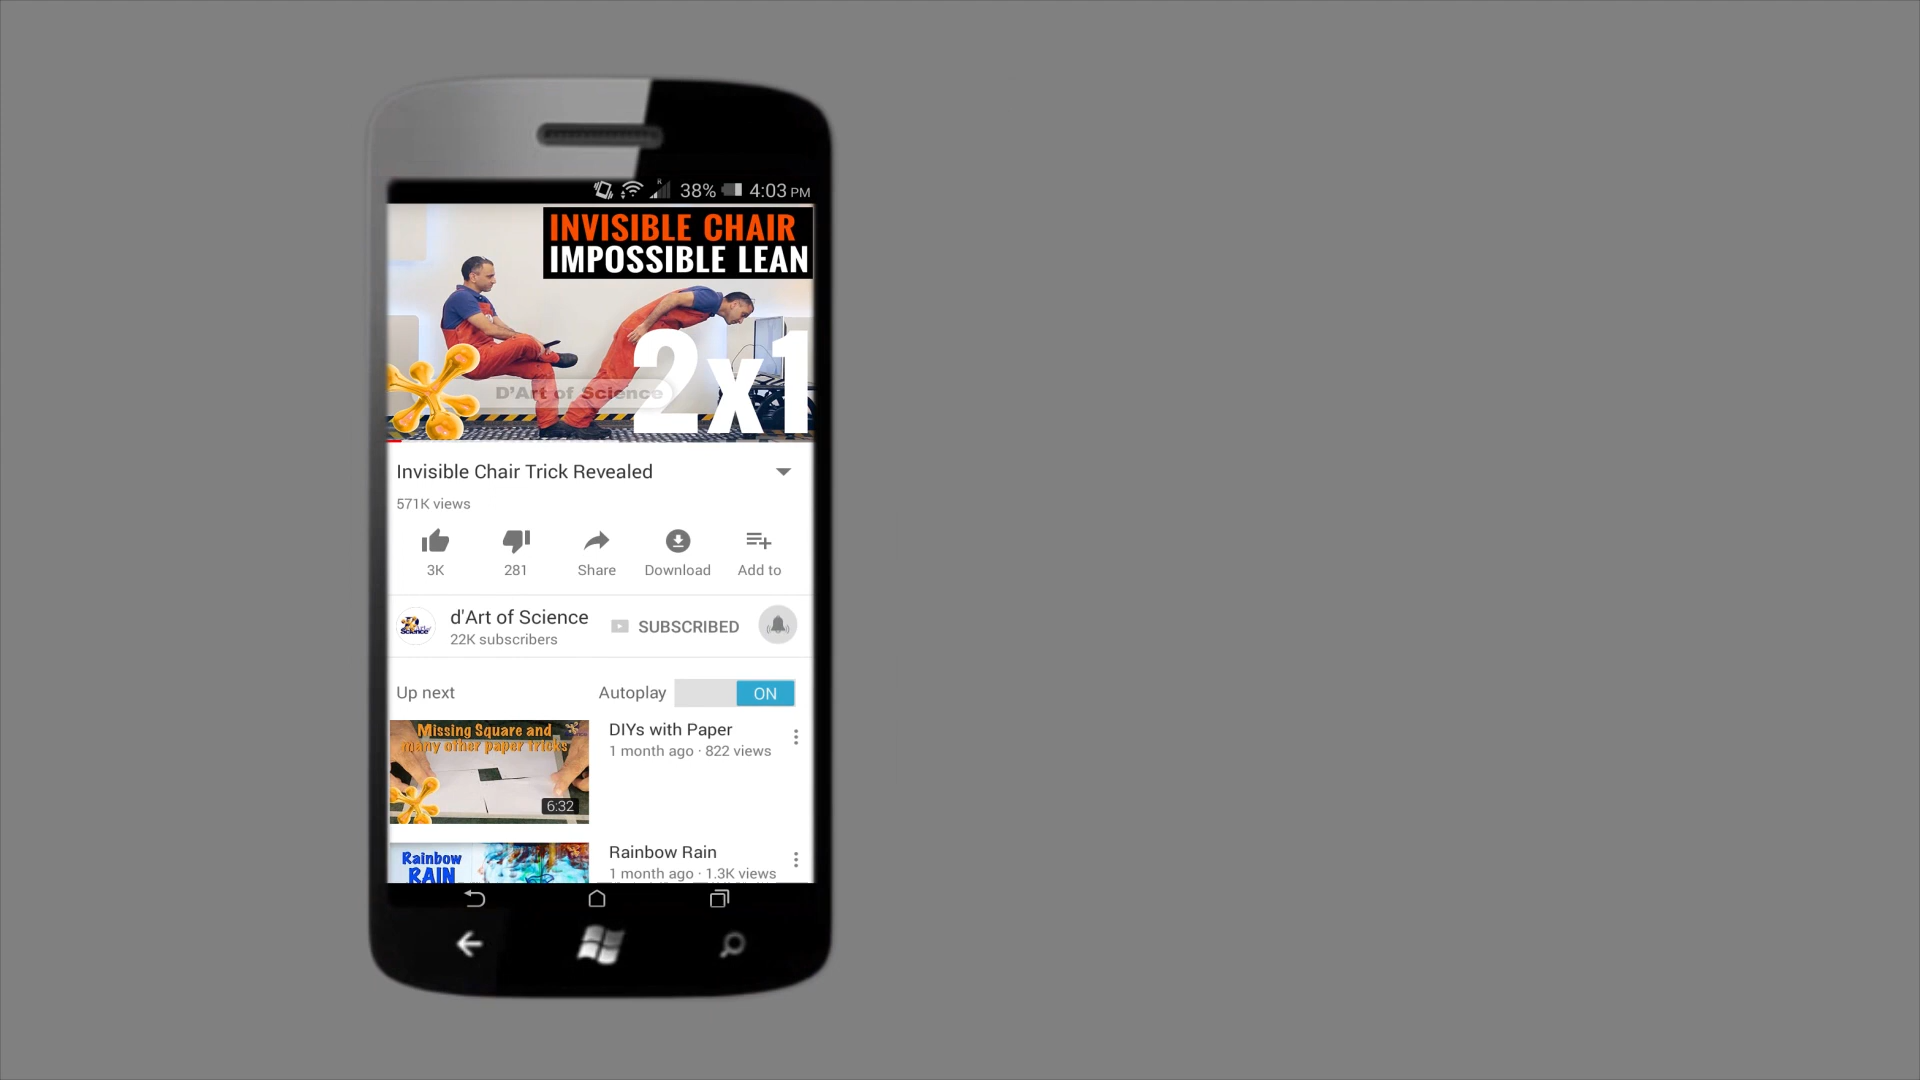 38% 4:03 PM
INVISIBLE CHAIR
IMPOSSIBLE LEAN
2x1
D'Art of Science
Invisible Chair Trick Revealed
571K views
3K 281 Share Download Add to
d'Art of Science
22K subscribers
SUBSCRIBED
Up next
Autoplay ON
Missing Square and
many other paper tricks
6:32
DIYs with Paper
1 month ago · 822 views
Rainbow
RAIN
Rainbow Rain
1 month ago · 1.3K views